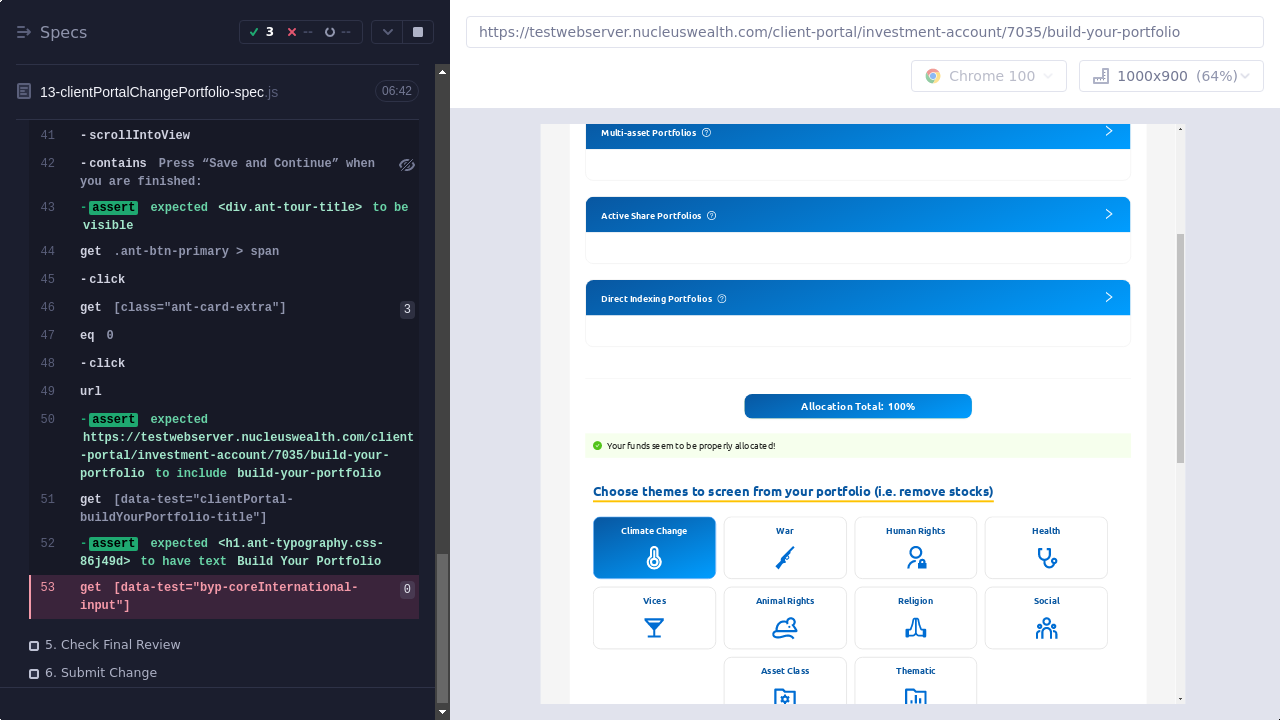 Specs
3
--
--
13-clientPortalChangePortfolio-spec.js
06:42
41 -scrollIntoView
42 -contains Press “Save and Continue” when
you are finished:
43 -assert expected <div.ant-tour-title> to be
visible
44 get .ant-btn-primary > span
45 -click
46 get [class="ant-card-extra"] 3
47 eq 0
48 -click
49 url
50 -assert expected
https://testwebserver.nucleuswealth.com/client
-portal/investment-account/7035/build-your-
portfolio to include build-your-portfolio
51 get [data-test="clientPortal-
buildYourPortfolio-title"]
52 -assert expected <h1.ant-typography.css-
86j49d> to have text Build Your Portfolio
53 get [data-test="byp-coreInternational-
input"] 0
5. Check Final Review
6. Submit Change
https://testwebserver.nucleuswealth.com/client-portal/investment-account/7035/build-your-portfolio
Chrome 100
1000x900 (64%)
Multi-asset Portfolios
Active Share Portfolios
Direct Indexing Portfolios
Allocation Total: 100%
Your funds seem to be properly allocated!
Choose themes to screen from your portfolio (i.e. remove stocks)
Climate Change
War
Human Rights
Health
Vices
Animal Rights
Religion
Social
Asset Class
Thematic